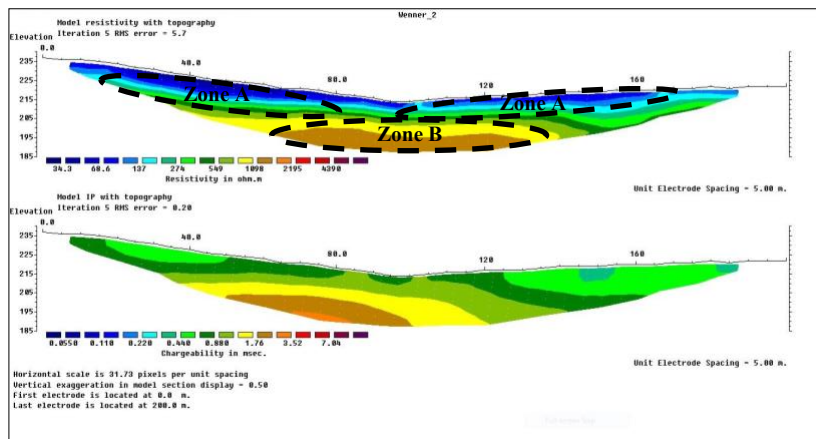 Wenner_2
Model resistivity with topography
Iteration 5 RMS error = 5.7
Elevation
0.0
235
225
215
205
195
185
40.0
80.0
120
160
Zone A
Zone A
Zone B
34.3 68.6 137 274 549 1098 2195 4390
Resistivity in ohm.m
Unit Electrode Spacing = 5.00 m.
Model IP with topography
Iteration 5 RMS error = 0.20
Elevation
0.0
235
225
215
205
195
185
40.0
80.0
120
160
0.0550 0.110 0.220 0.440 0.880 1.76 3.52 7.04
Chargeability in msec.
Unit Electrode Spacing = 5.00 m.
Horizontal scale is 31.73 pixels per unit spacing
Vertical exaggeration in model section display = 0.50
First electrode is located at 0.0 m.
Last electrode is located at 200.0 m.